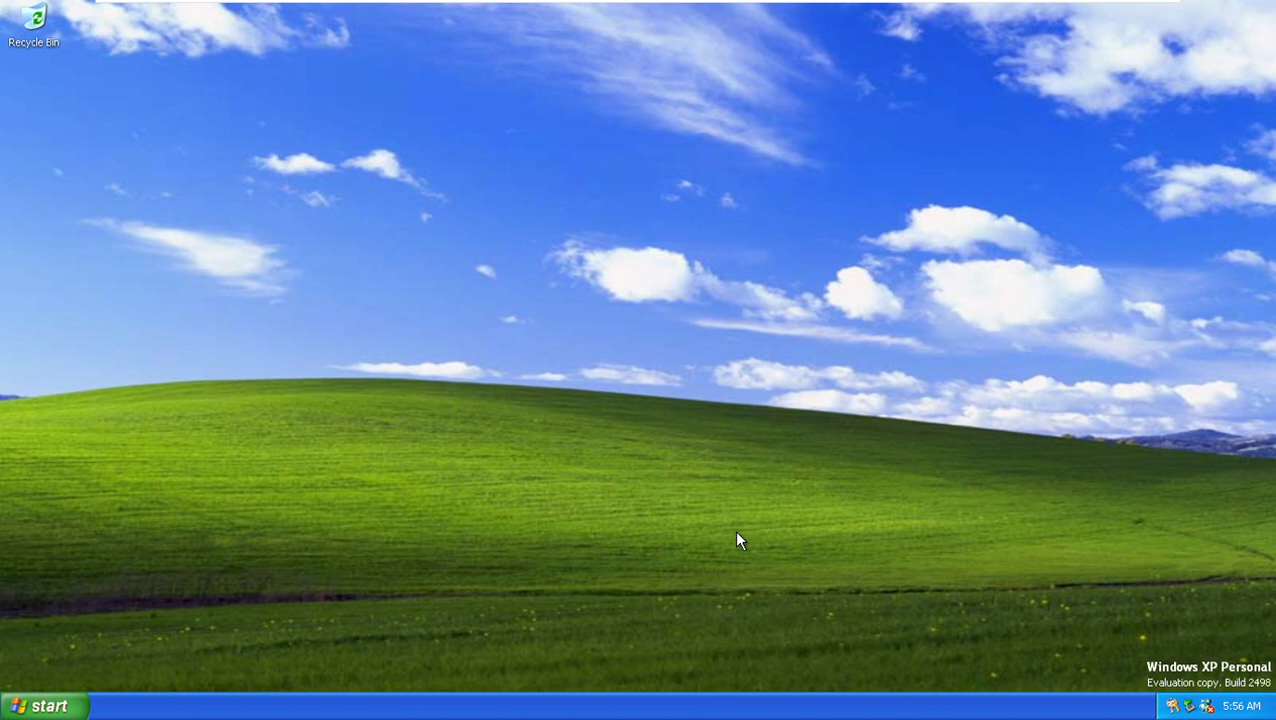 Recycle Bin
Windows XP Personal
Evaluation copy. Build 2498
start
5:56 AM